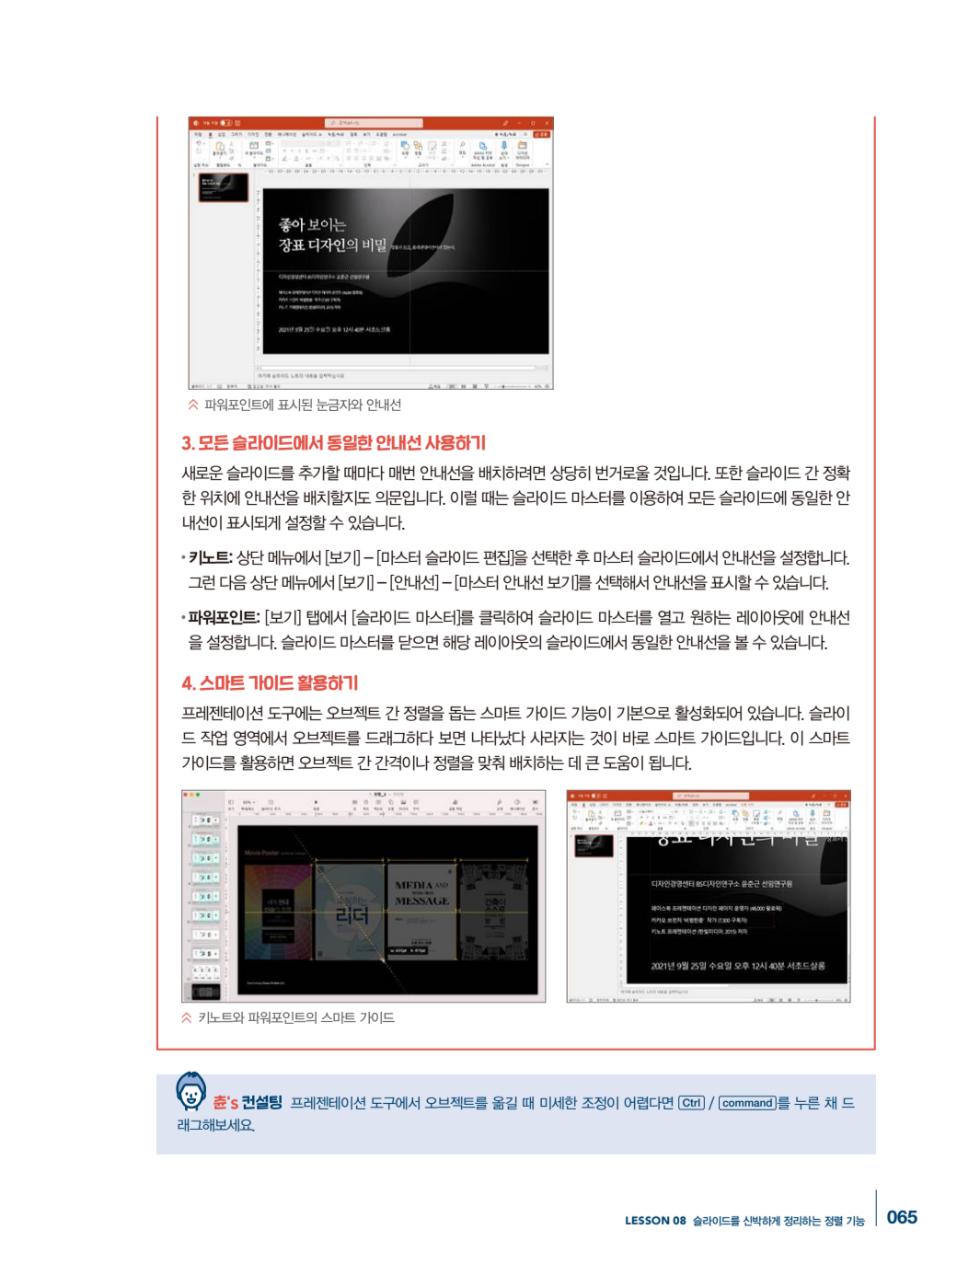 좋아 보이는
장표 디자인의 비밀
2021년 9월 25일 수요일 오후 12시 40분 서초드살롱
파워포인트에 표시된 눈금자와 안내선
3. 모든 슬라이드에서 동일한 안내선 사용하기
새로운 슬라이드를 추가할 때마다 매번 안내선을 배치하려면 상당히 번거로울 것입니다. 또한 슬라이드 간 정확
한 위치에 안내선을 배치할지도 의문입니다. 이럴 때는 슬라이드 마스터를 이용하여 모든 슬라이드에 동일한 안
내선이 표시되게 설정할 수 있습니다.
• 키노트: 상단 메뉴에서 [보기] – [마스터 슬라이드 편집]을 선택한 후 마스터 슬라이드에서 안내선을 설정합니다.
그런 다음 상단 메뉴에서 [보기] – [안내선] – [마스터 안내선 보기]를 선택해서 안내선을 표시할 수 있습니다.
• 파워포인트: [보기] 탭에서 [슬라이드 마스터]를 클릭하여 슬라이드 마스터를 열고 원하는 레이아웃에 안내선
을 설정합니다. 슬라이드 마스터를 닫으면 해당 레이아웃의 슬라이드에서 동일한 안내선을 볼 수 있습니다.
4. 스마트 가이드 활용하기
프레젠테이션 도구에는 오브젝트 간 정렬을 돕는 스마트 가이드 기능이 기본으로 활성화되어 있습니다. 슬라이
드 작업 영역에서 오브젝트를 드래그하다 보면 나타났다 사라지는 것이 바로 스마트 가이드입니다. 이 스마트
가이드를 활용하면 오브젝트 간 간격이나 정렬을 맞춰 배치하는 데 큰 도움이 됩니다.
Movie Poster
리더
MEDIA AND
MESSAGE
디자인경영센터 BS디자인연구소 윤준근 선임연구원
2021년 9월 25일 수요일 오후 12시 40분 서초드살롱
키노트와 파워포인트의 스마트 가이드
춘's 컨설팅 프레젠테이션 도구에서 오브젝트를 옮길 때 미세한 조정이 어렵다면 Ctrl / command를 누른 채 드
래그해보세요.
LESSON 08 슬라이드를 신박하게 정리하는 정렬 기능 065